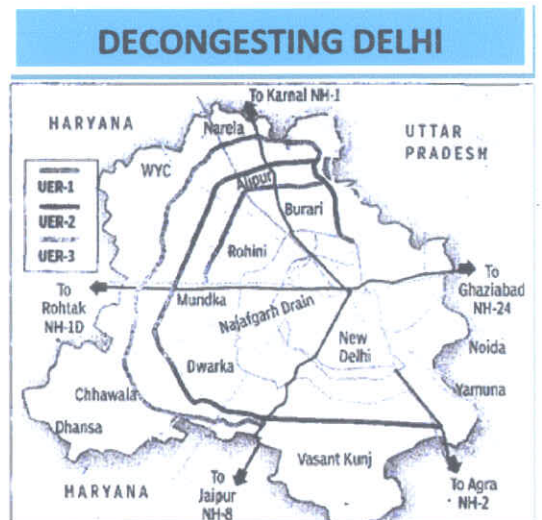 DECONGESTING DELHI
To Karnal NH-1
HARYANA
Narela
UTTAR
PRADESH
WYC
UER-1
UER-2
UER-3
Alipur
Burari
Rohini
To
Rohtak
NH-1D
Mundka
Najafgarh Drain
To
Ghaziabad
NH-24
New
Delhi
Noida
Dwarka
Yamuna
Chhawala
Dhansa
Vasant Kunj
HARYANA
To
Jaipur
NH-8
To Agra
NH-2